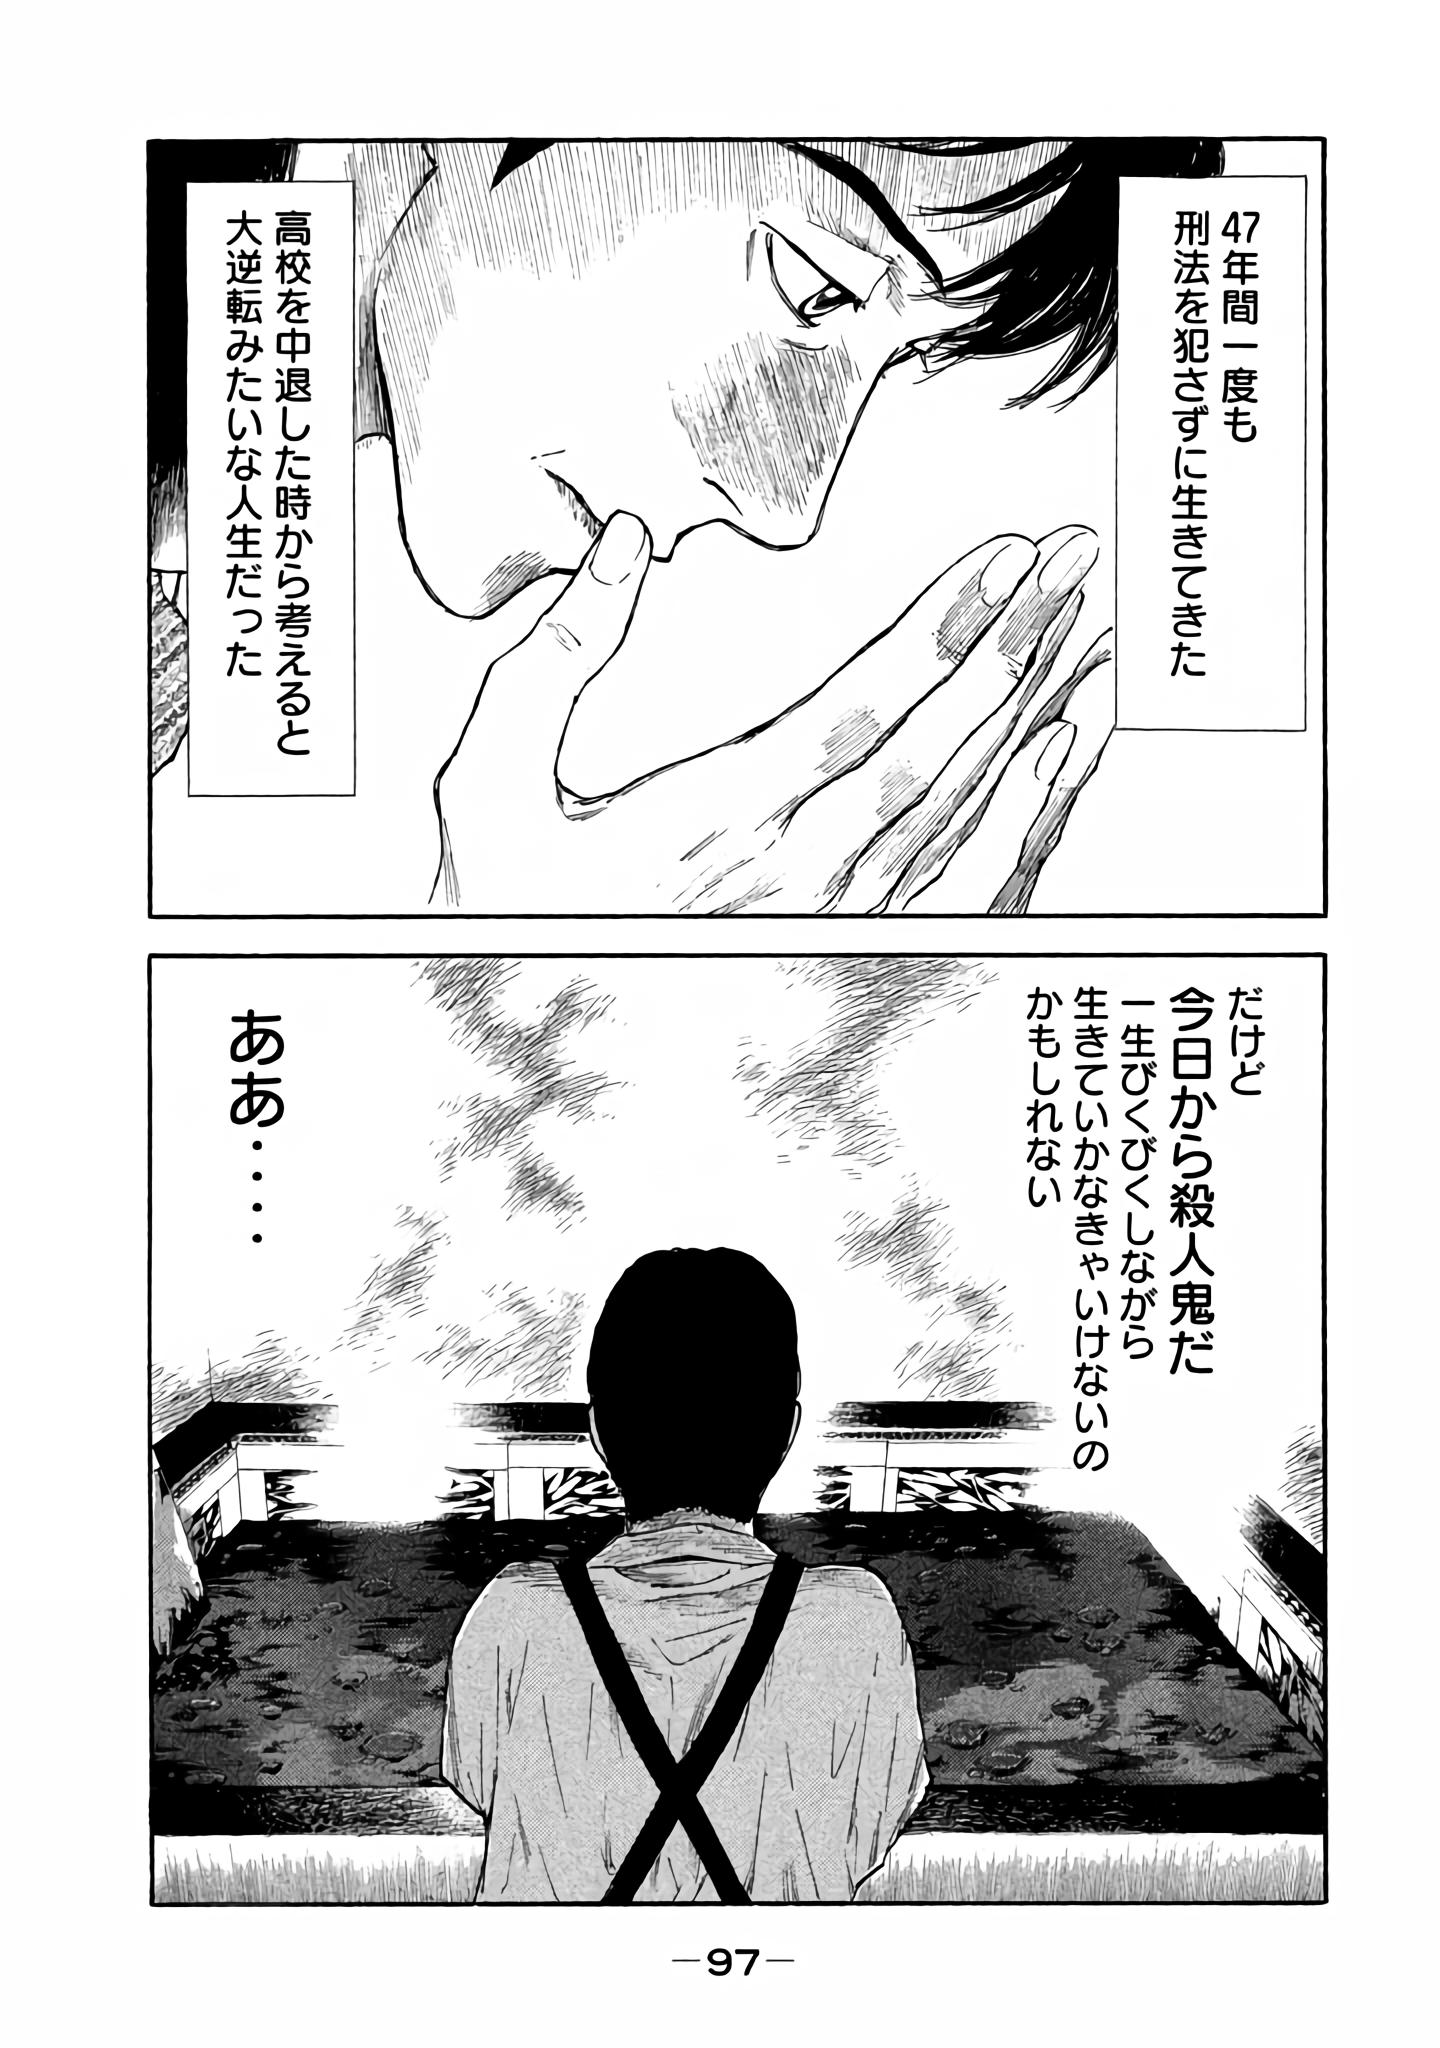 47年間一度も
刑法を犯さずに生きてきた
高校を中退した時から考えると
大逆転みたいな人生だった
だけど
今日から殺人鬼だ
一生びくびくしながら
生きていかなきゃいけないの
かもしれない
ああ････
—97—